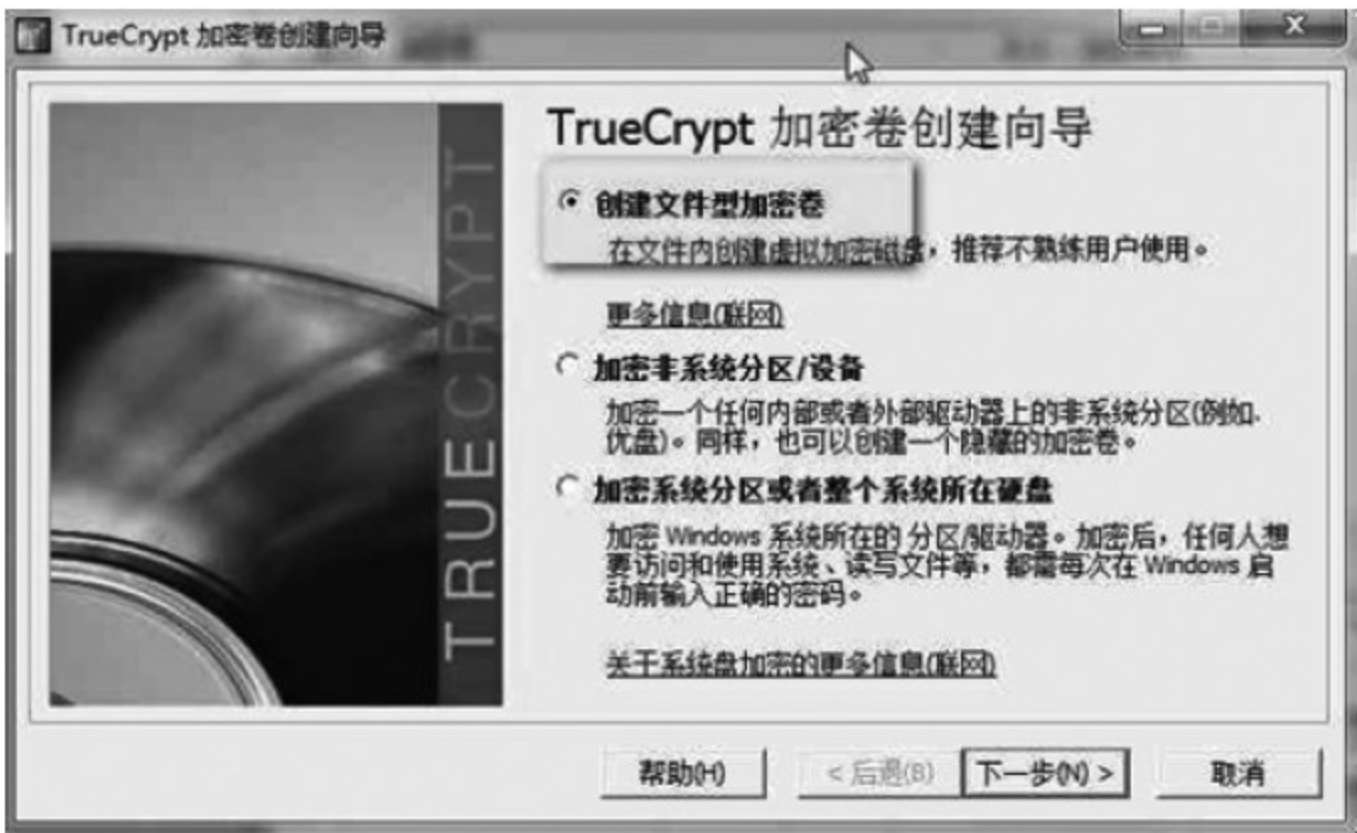 TrueCrypt 加密卷创建向导
TRUECRYPT
TrueCrypt 加密卷创建向导
创建文件型加密卷
在文件内创建虚拟加密磁盘，推荐不熟练用户使用。
更多信息(联网)
加密非系统分区/设备
加密一个任何内部或者外部驱动器上的非系统分区(例如.
优盘)。同样，也可以创建一个隐藏的加密卷。
加密系统分区或者整个系统所在硬盘
加密 Windows 系统所在的 分区/驱动器。加密后，任何人想
要访问和使用系统、读写文件等，都需每次在 Windows 启
动前输入正确的密码。
关于系统盘加密的更多信息(联网)
帮助(H) < 后退(B) 下一步(N) > 取消